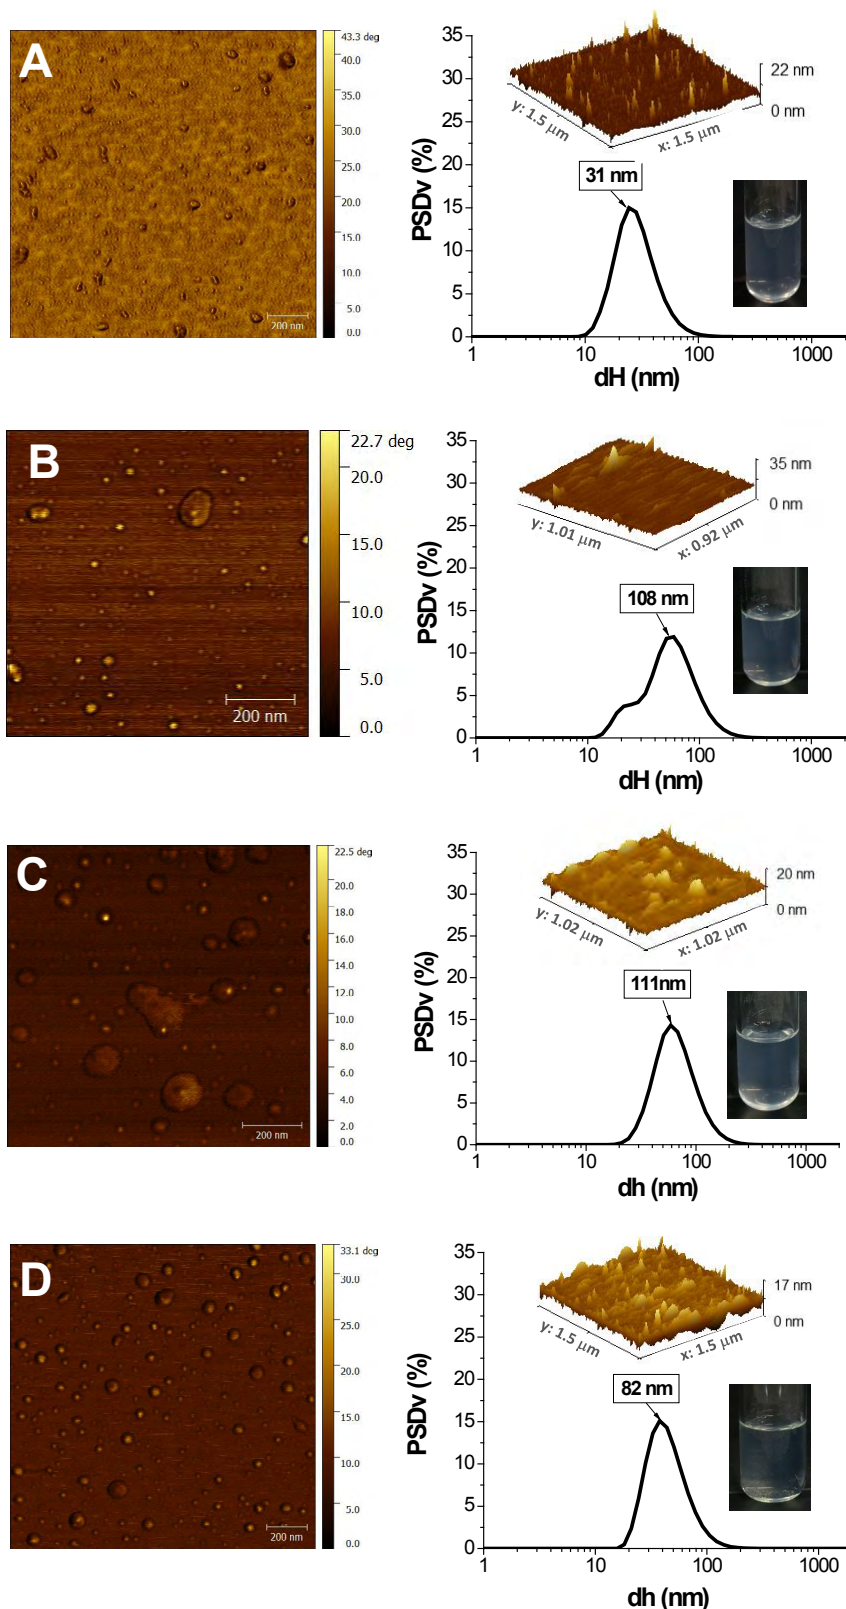 A
43.3 deg
40.0
35.0
30.0
25.0
20.0
15.0
10.0
5.0
0.0
200 nm
PSDv (%)
35
30
25
20
15
10
5
0
1
10
100
1000
dH (nm)
31 nm
22 nm
0 nm
y: 1.5 µm
x: 1.5 µm
B
22.7 deg
20.0
15.0
10.0
5.0
0.0
200 nm
PSDv (%)
35
30
25
20
15
10
5
0
1
10
100
1000
dH (nm)
108 nm
35 nm
0 nm
y: 1.01 µm
x: 0.92 µm
C
22.5 deg
20.0
18.0
16.0
14.0
12.0
10.0
8.0
6.0
4.0
2.0
0.0
200 nm
PSDv (%)
35
30
25
20
15
10
5
0
1
10
100
1000
dh (nm)
111nm
20 nm
0 nm
y: 1.02 µm
x: 1.02 µm
D
33.1 deg
30.0
25.0
20.0
15.0
10.0
5.0
0.0
200 nm
PSDv (%)
35
30
25
20
15
10
5
0
1
10
100
1000
dh (nm)
82 nm
17 nm
0 nm
y: 1.5 µm
x: 1.5 µm